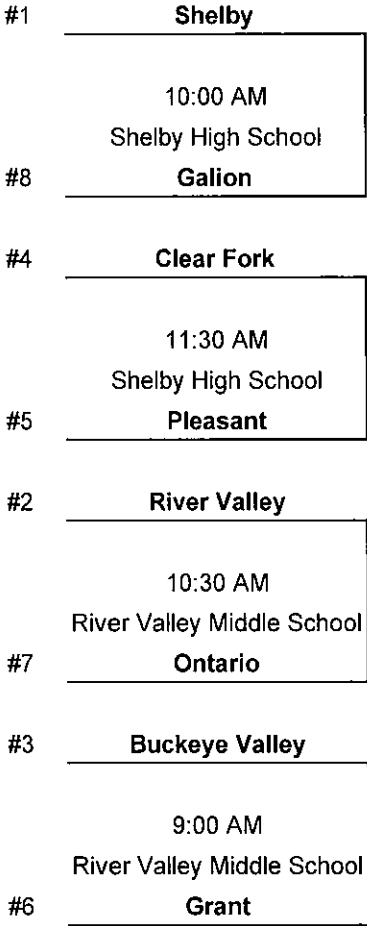 #1 Shelby
10:00 AM
Shelby High School
#8 Galion
#4 Clear Fork
11:30 AM
Shelby High School
#5 Pleasant
#2 River Valley
10:30 AM
River Valley Middle School
#7 Ontario
#3 Buckeye Valley
9:00 AM
River Valley Middle School
#6 Grant